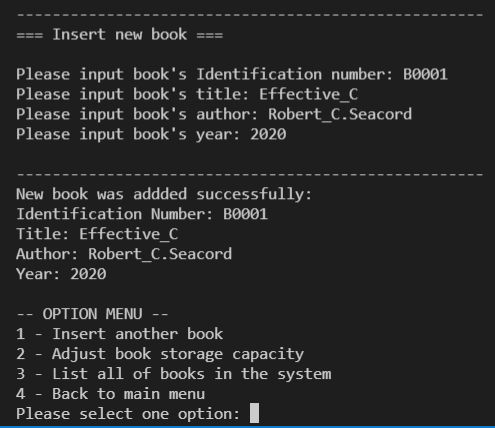 ----------------------------------------------------
=== Insert new book ===
Please input book's Identification number: B0001
Please input book's title: Effective_C
Please input book's author: Robert_C.Seacord
Please input book's year: 2020
----------------------------------------------------
New book was addded successfully:
Identification Number: B0001
Title: Effective_C
Author: Robert_C.Seacord
Year: 2020
-- OPTION MENU --
1 - Insert another book
2 - Adjust book storage capacity
3 - List all of books in the system
4 - Back to main menu
Please select one option: